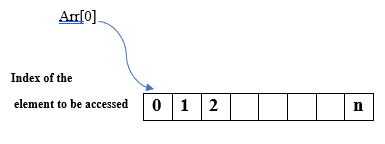 Arr[0]
Index of the
element to be accessed
0 1 2 n